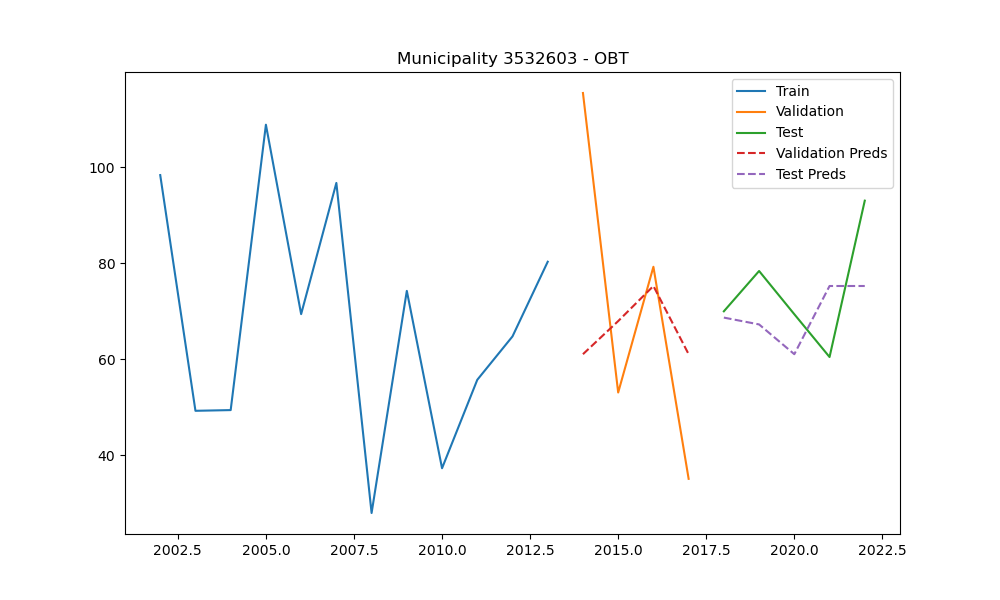 Municipality 3532603 - OBT
Train
Validation
Test
Validation Preds
Test Preds
100
80
60
40
2002.5 2005.0 2007.5 2010.0 2012.5 2015.0 2017.5 2020.0 2022.5